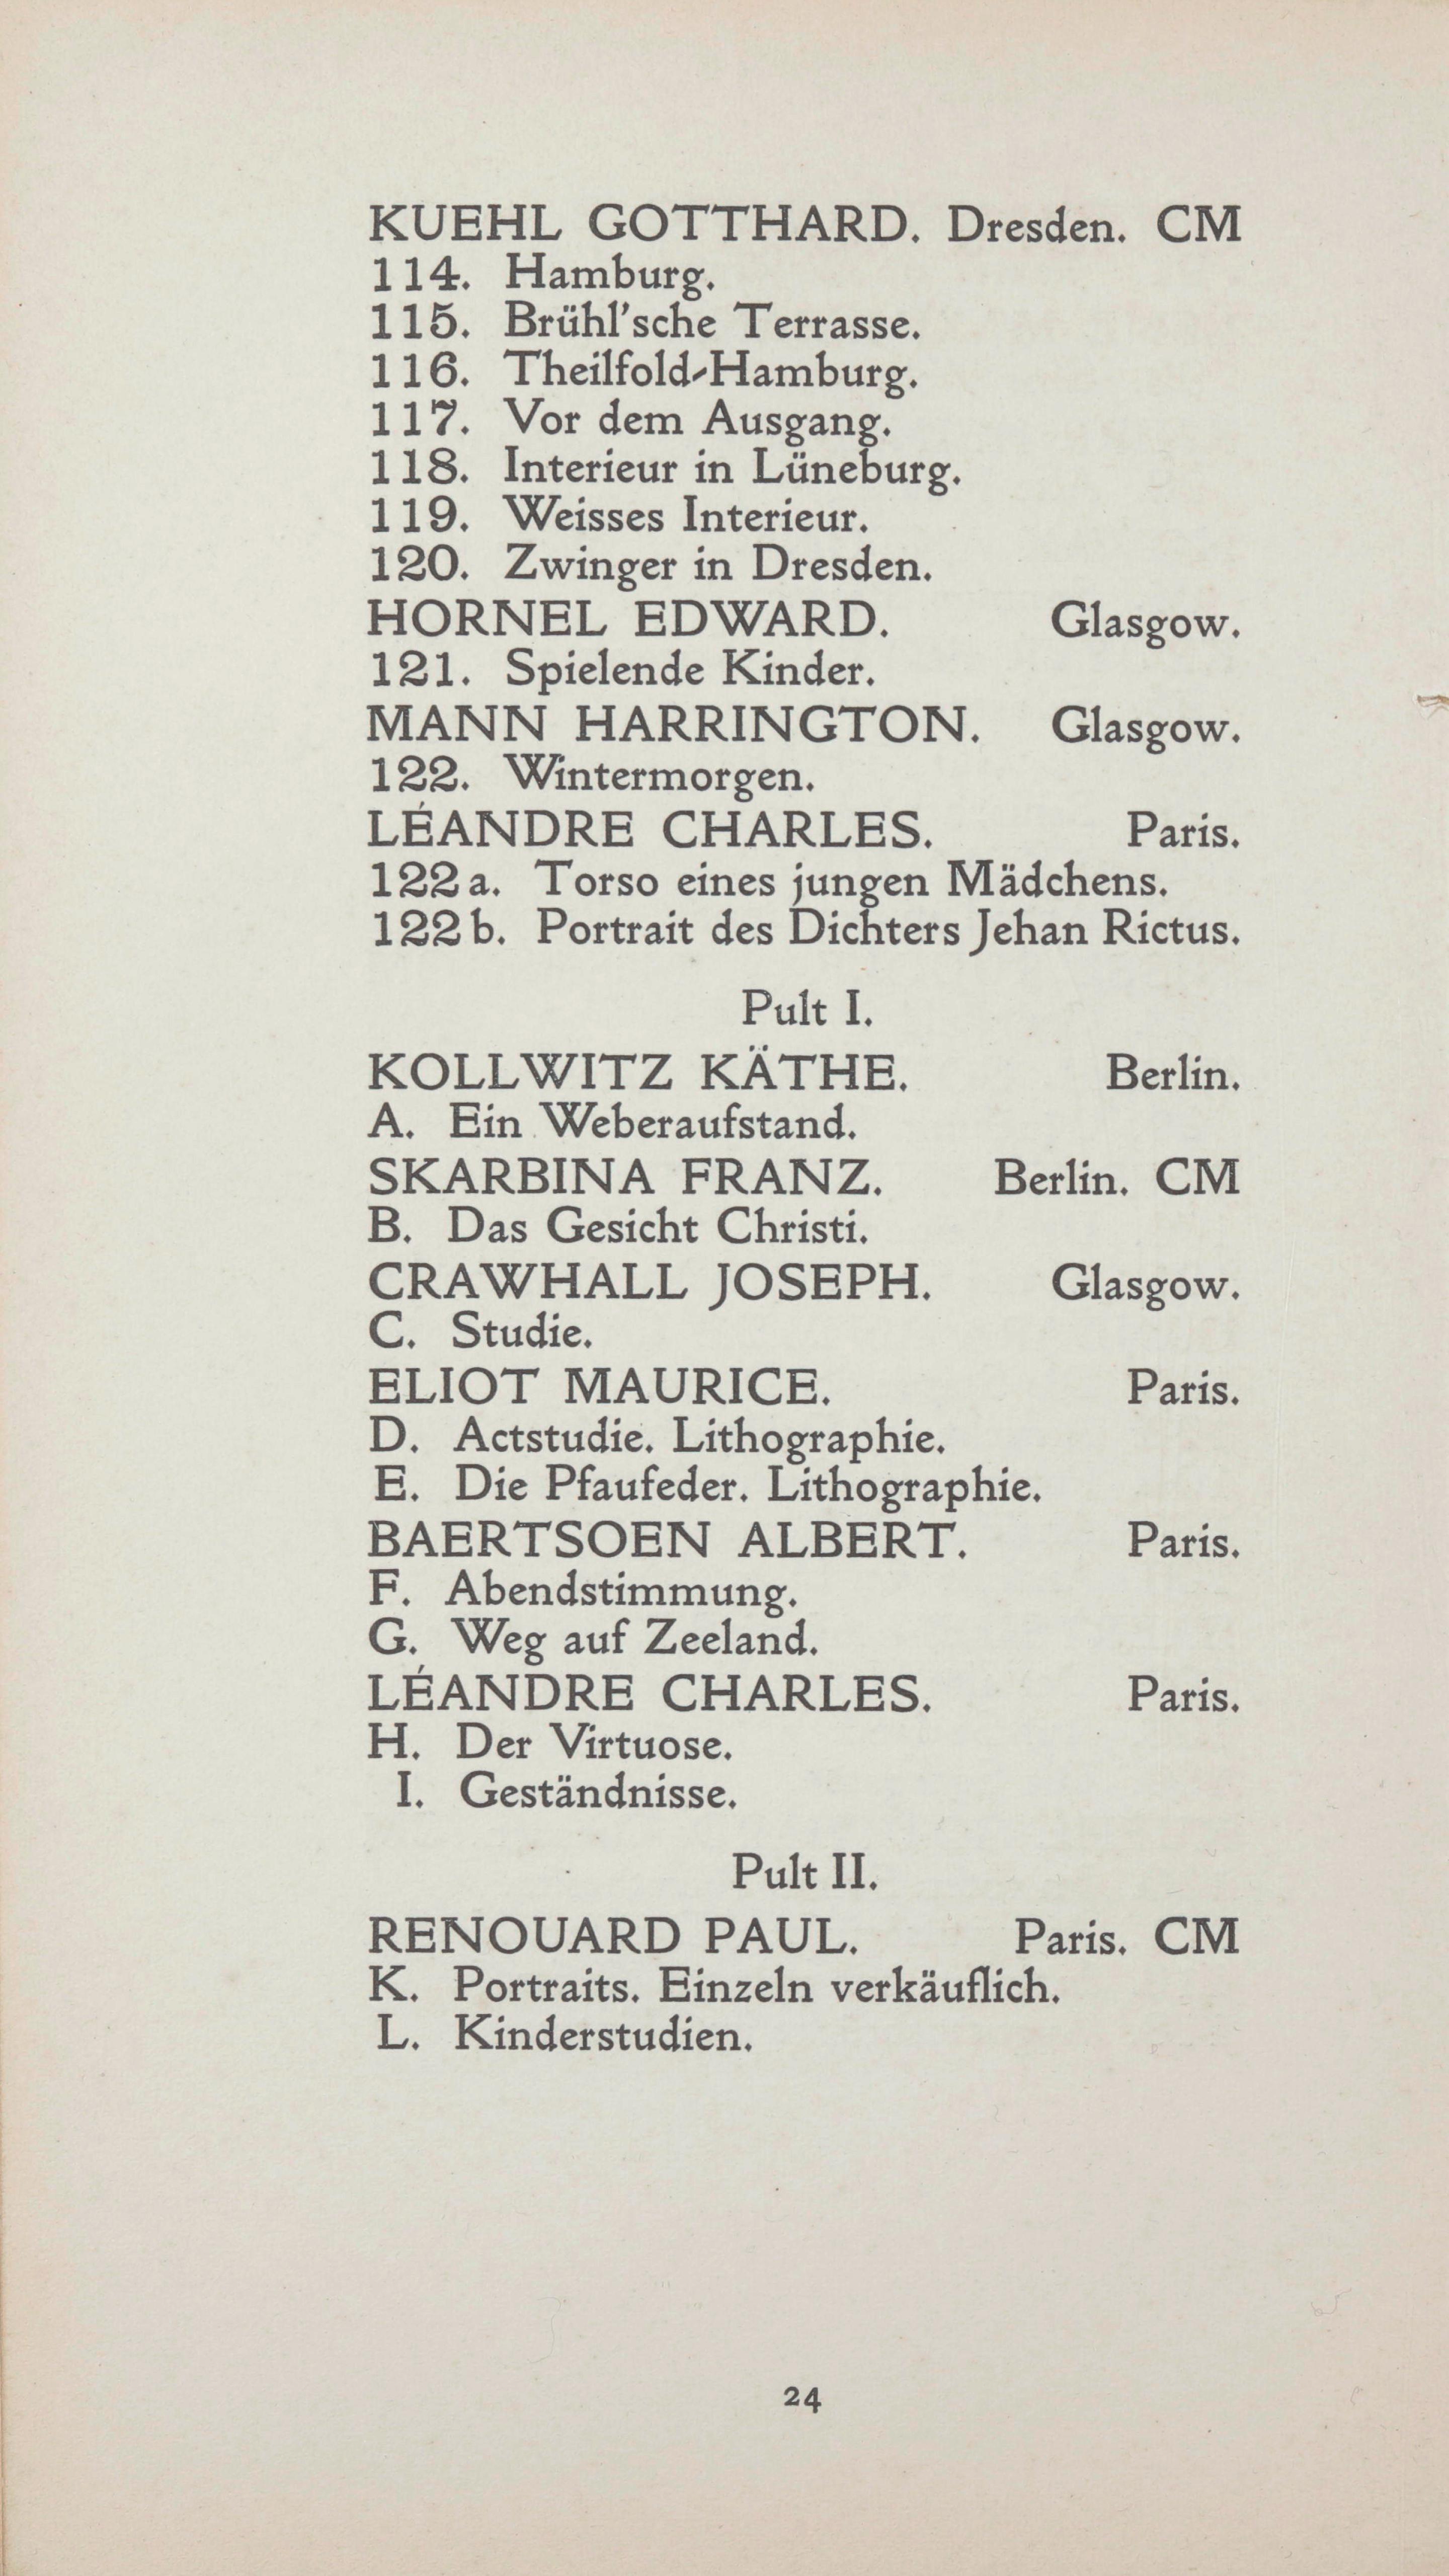 KUEHL GOTTHARD. Dresden. CM
114. Hamburg.
115. Brühl'sche Terrasse.
116. Theilfold-Hamburg.
117. Vor dem Ausgang.
118. Interieur in Lüneburg.
119. Weisses Interieur.
120. Zwinger in Dresden.
HORNEL EDWARD. Glasgow.
121. Spielende Kinder.
MANN HARRINGTON. Glasgow.
122. Wintermorgen.
LÉANDRE CHARLES. Paris.
122 a. Torso eines jungen Mädchens.
122 b. Portrait des Dichters Jehan Rictus.
Pult I.
KOLLWITZ KÄTHE. Berlin.
A. Ein Weberaufstand.
SKARBINA FRANZ. Berlin. CM
B. Das Gesicht Christi.
CRAWHALL JOSEPH. Glasgow.
C. Studie.
ELIOT MAURICE. Paris.
D. Actstudie. Lithographie.
E. Die Pfaufeder. Lithographie.
BAERTSOEN ALBERT. Paris.
F. Abendstimmung.
G. Weg auf Zeeland.
LÉANDRE CHARLES. Paris.
H. Der Virtuose.
I. Geständnisse.
Pult II.
RENOUARD PAUL. Paris. CM
K. Portraits. Einzeln verkäuflich.
L. Kinderstudien.
24